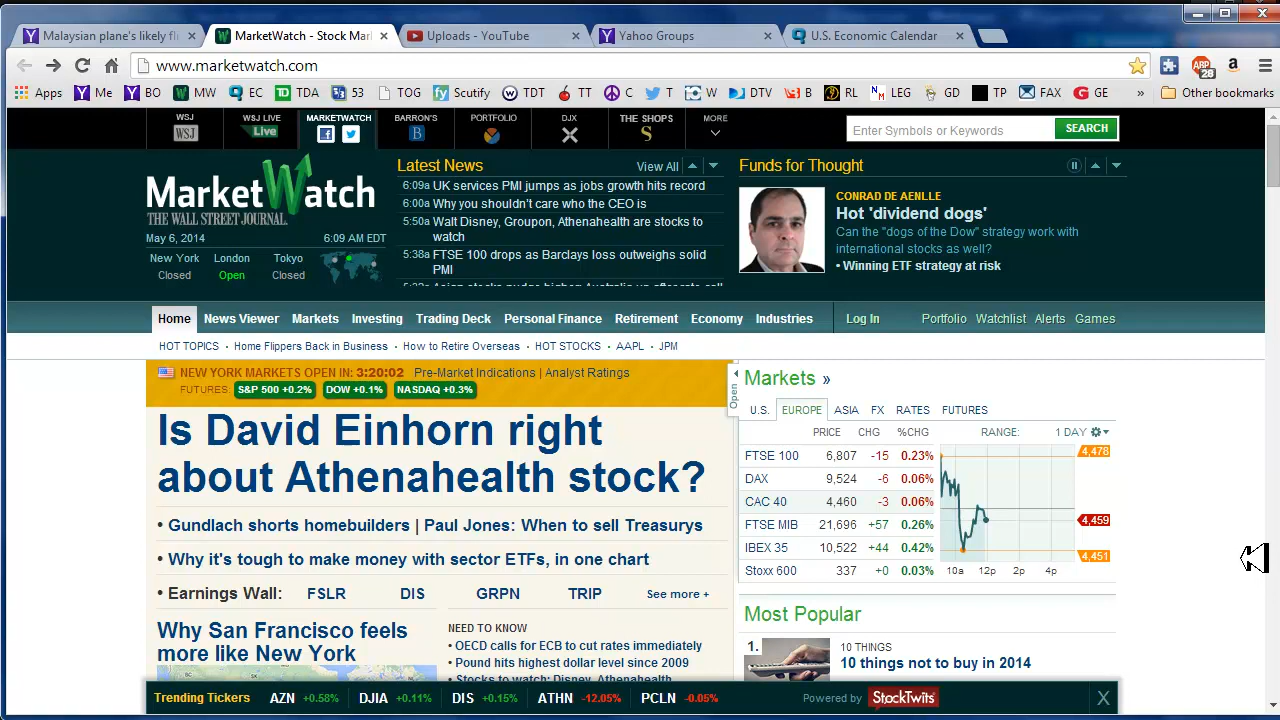 Malaysian plane's likely fli
MarketWatch - Stock Mar
Uploads - YouTube
Yahoo Groups
U.S. Economic Calendar
www.marketwatch.com
ABP
28
Apps Me BO MW EC TDA 53 TOG Scitify TDT TT C T W DTV B RL LEG GD TP FAX GE » Other bookmarks
WSJ
WSJ
WSJ LIVE
Live
MARKETWATCH
BARRON'S
B
PORTFOLIO
DJX
THE SHOPS
S
MORE
Enter Symbols or Keywords
SEARCH
MarketWatch
THE WALL STREET JOURNAL.
May 6, 2014 6:09 AM EDT
New York London Tokyo
Closed Open Closed
Latest News View All
6:09a UK services PMI jumps as jobs growth hits record
6:00a Why you shouldn't care who the CEO is
5:50a Walt Disney, Groupon, Athenahealth are stocks to
watch
5:38a FTSE 100 drops as Barclays loss outweighs solid
PMI
Funds for Thought
CONRAD DE AENLLE
Hot 'dividend dogs'
Can the "dogs of the Dow" strategy work with
international stocks as well?
• Winning ETF strategy at risk
Home News Viewer Markets Investing Trading Deck Personal Finance Retirement Economy Industries Log In Portfolio Watchlist Alerts Games
HOT TOPICS Home Flippers Back in Business How to Retire Overseas HOT STOCKS AAPL JPM
NEW YORK MARKETS OPEN IN: 3:20:02 Pre-Market Indications | Analyst Ratings
FUTURES: S&P 500 +0.2% DOW +0.1% NASDAQ +0.3%
Is David Einhorn right
about Athenahealth stock?
• Gundlach shorts homebuilders | Paul Jones: When to sell Treasurys
• Why it's tough to make money with sector ETFs, in one chart
• Earnings Wall: FSLR DIS GRPN TRIP See more +
Why San Francisco feels
more like New York
NEED TO KNOW
• OECD calls for ECB to cut rates immediately
• Pound hits highest dollar level since 2009
• Stocks to watch: Disney, Athenahealth
Open
Markets »
U.S. EUROPE ASIA FX RATES FUTURES
PRICE CHG %CHG RANGE: 1 DAY
FTSE 100 6,807 -15 0.23%
DAX 9,524 -6 0.06%
CAC 40 4,460 -3 0.06%
FTSE MIB 21,696 +57 0.26%
IBEX 35 10,522 +44 0.42%
Stoxx 600 337 +0 0.03%
4,478
4,459
4,451
10a 12p 2p 4p
Most Popular
1. 10 THINGS
10 things not to buy in 2014
Trending Tickers AZN +0.58% DJIA +0.11% DIS +0.15% ATHN -12.05% PCLN -0.05% Powered by StockTwits X